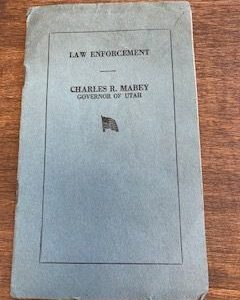 LAW ENFORCEMENT
CHARLES R. MABEY
GOVERNOR OF UTAH